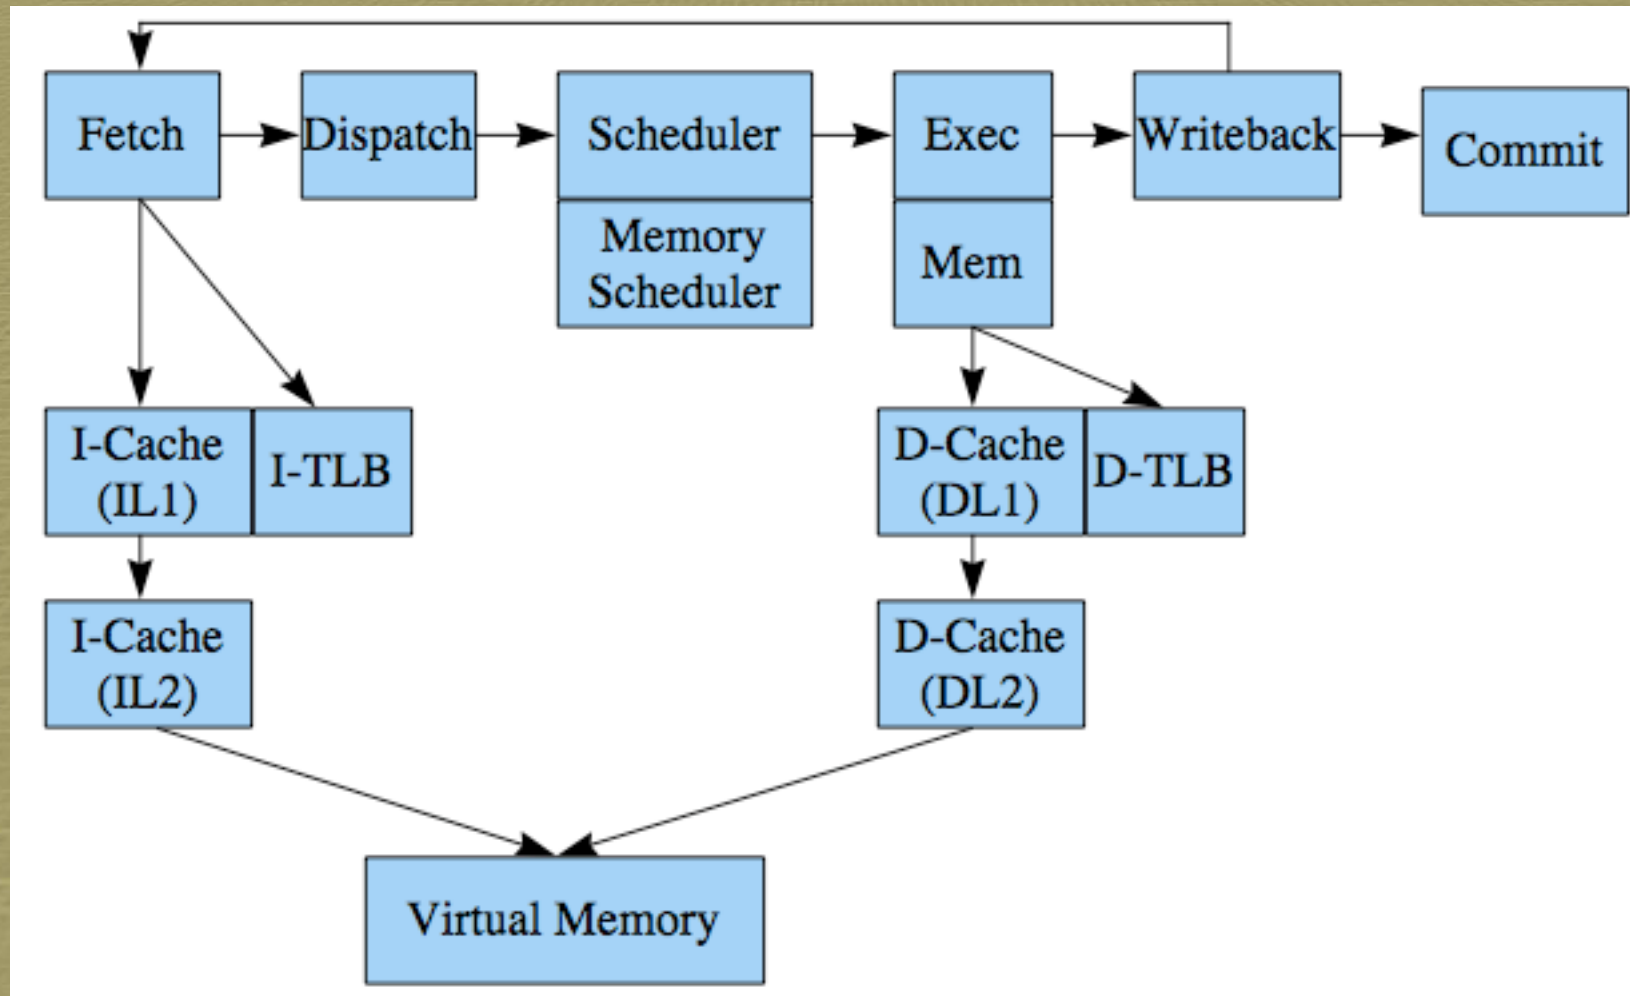 Fetch
Dispatch
Scheduler
Exec
Writeback
Commit
Memory
Scheduler
Mem
I-Cache
(IL1)
I-TLB
D-Cache
(DL1)
D-TLB
I-Cache
(IL2)
D-Cache
(DL2)
Virtual Memory